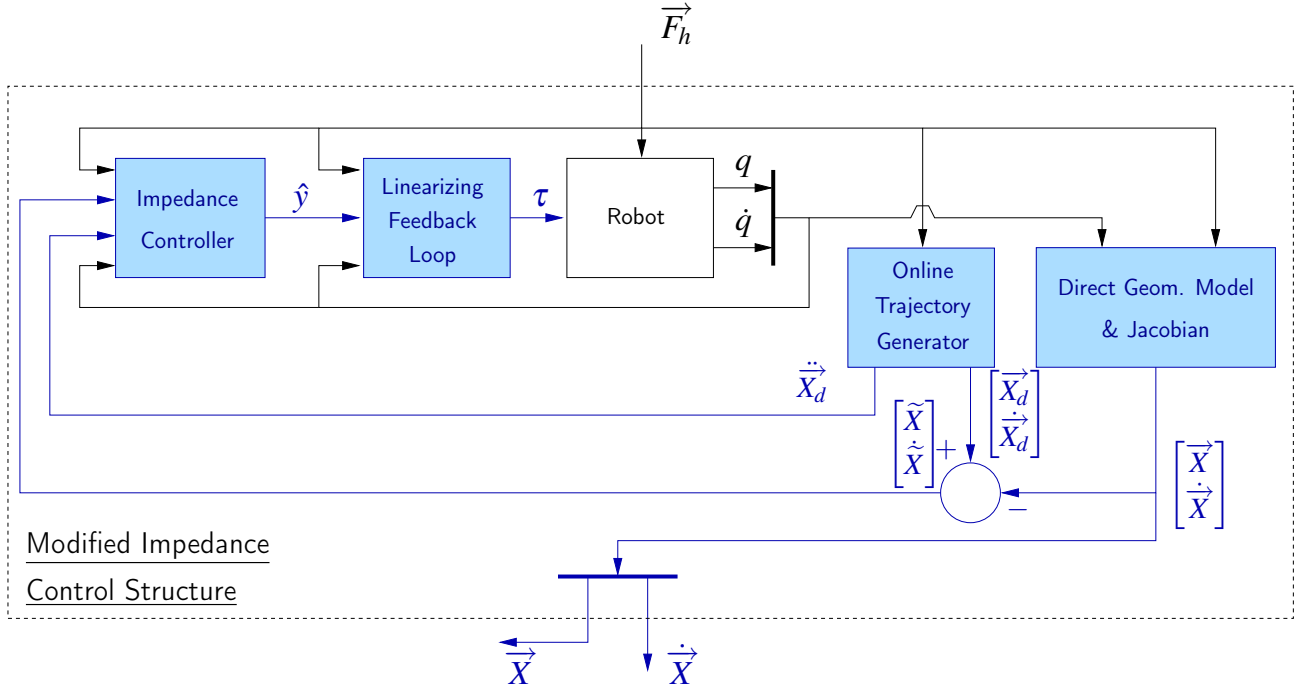 F_h
q
q̇
Impedance
Controller
ŷ
Linearizing
Feedback
Loop
τ
Robot
Online
Trajectory
Generator
Direct Geom. Model
& Jacobian
Ẍ_d
X_d
Ẋ_d
X̃
Ẋ̃
+
−
X
Ẋ
Modified Impedance
Control Structure
X
Ẋ